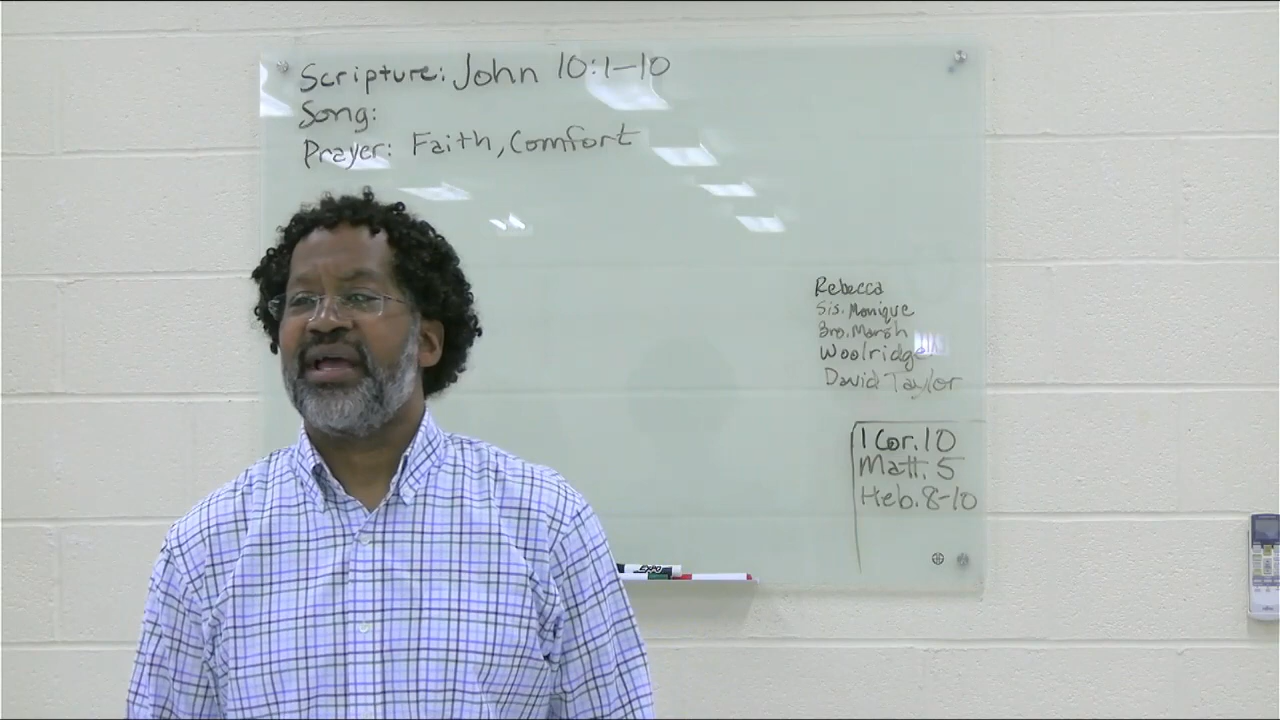 Scripture: John 10:1-10
Song:
Prayer: Faith, Comfort
Rebecca
Sis. Monique
Bro. Marsh
Woolridge
David Taylor
1 Cor. 10
Matt. 5
Heb. 8-10
EXPO